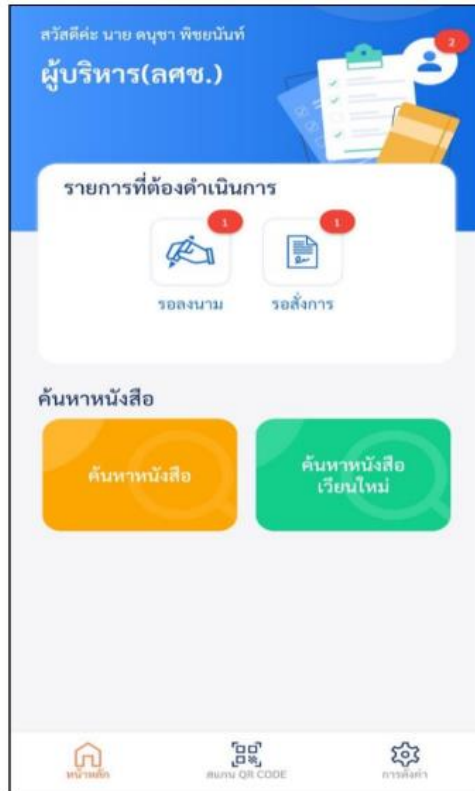 สวัสดีค่ะ นาย ดนุชา พิชยนันท์
2
ผู้บริหาร(ลศช.)
รายการที่ต้องดำเนินการ
1
1
รอลงนาม
รอสั่งการ
ค้นหาหนังสือ
ค้นหาหนังสือ
ค้นหาหนังสือ
เวียนใหม่
หน้าหลัก
สแกน QR CODE
การตั้งค่า